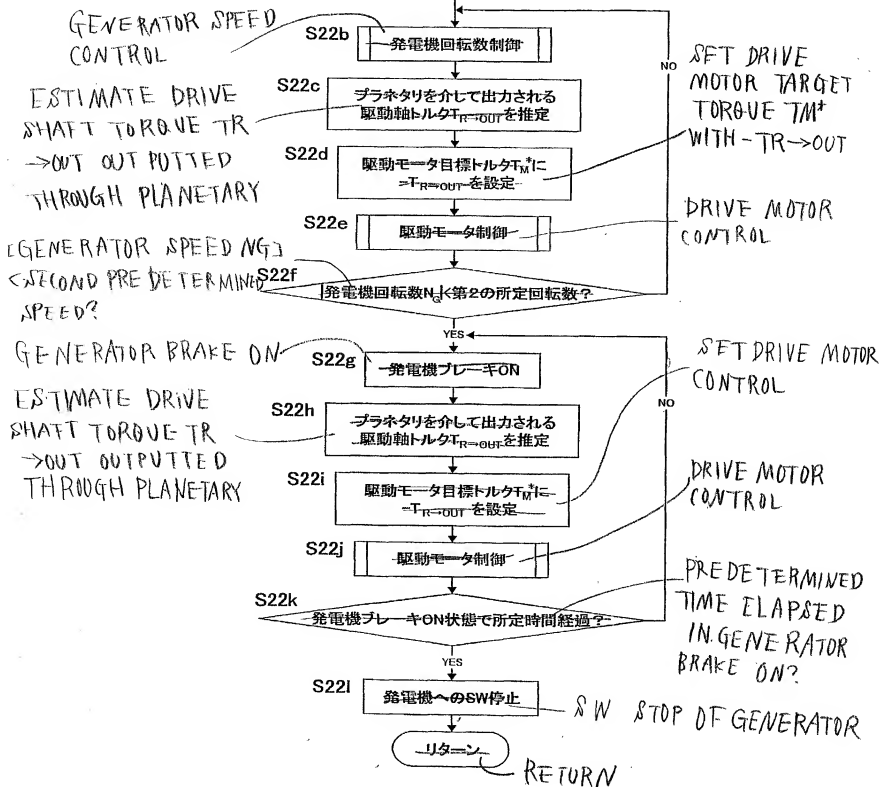 GENERATOR SPEED
CONTROL
S22b
発電機回転数制御
NO
SET DRIVE
MOTOR TARGET
TORQUE TM*
WITH -TR→OUT
ESTIMATE DRIVE
SHAFT TORQUE TR
→OUT OUT PUTTED
THROUGH PLANETARY
S22c
プラネタリを介して出力される
駆動軸トルクTR→OUTを推定
S22d
駆動モータ目標トルクTM*に
-TR→OUTを設定
S22e
駆動モータ制御
DRIVE MOTOR
CONTROL
[GENERATOR SPEED NG]
<SECOND PREDETERMINED
SPEED?
S22f
|発電機回転数NG|<第2の所定回転数?
YES
GENERATOR BRAKE ON
S22g
発電機ブレーキON
SET DRIVE MOTOR
CONTROL
NO
ESTIMATE DRIVE
SHAFT TORQUE TR
→OUT OUTPUTTED
THROUGH PLANETARY
S22h
プラネタリを介して出力される
駆動軸トルクTR→OUTを推定
S22i
駆動モータ目標トルクTM*に
-TR→OUTを設定
DRIVE MOTOR
CONTROL
S22j
駆動モータ制御
S22k
発電機ブレーキON状態で所定時間経過?
PREDETERMINED
TIME ELAPSED
IN GENERATOR
BRAKE ON?
YES
S22l
発電機へのSW停止
SW STOP OF GENERATOR
リターン
RETURN